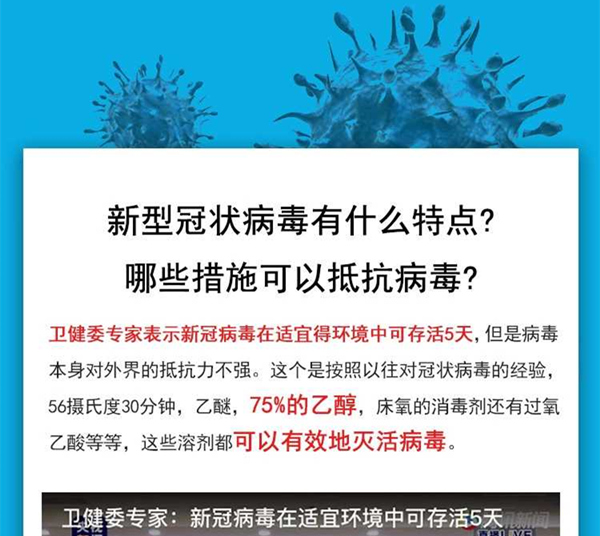 新型冠状病毒有什么特点?
哪些措施可以抵抗病毒?
卫健委专家表示新冠病毒在适宜得环境中可存活5天,但是病毒
本身对外界的抵抗力不强。这个是按照以往对冠状病毒的经验,
56摄氏度30分钟，乙醚，75%的乙醇，床氧的消毒剂还有过氧
乙酸等等，这些溶剂都可以有效地灭活病毒。
卫健委专家：新冠病毒在适宜环境中可存活5天